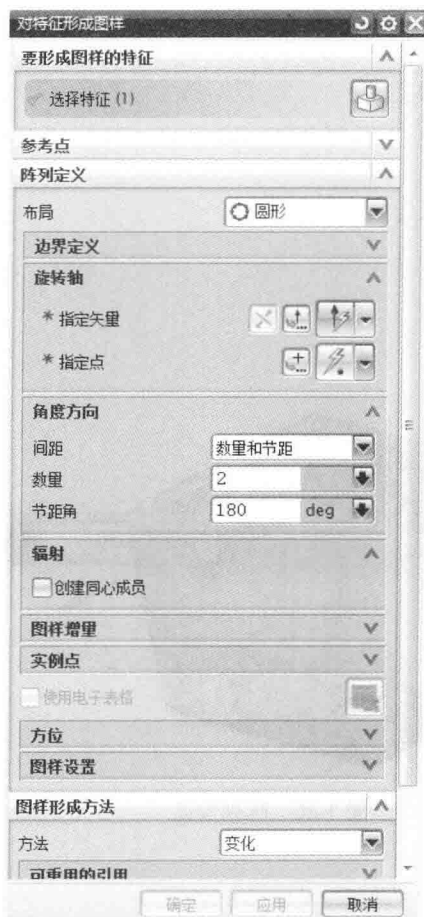 对特征形成图样
要形成图样的特征
选择特征 (1)
参考点
阵列定义
布局 圆形
边界定义
旋转轴
* 指定矢量
* 指定点
角度方向
间距 数量和节距
数量 2
节距角 180 deg
辐射
创建同心成员
图样增量
实例点
使用电子表格
方位
图样设置
图样形成方法
方法 变化
可重用的引用
确定 应用 取消